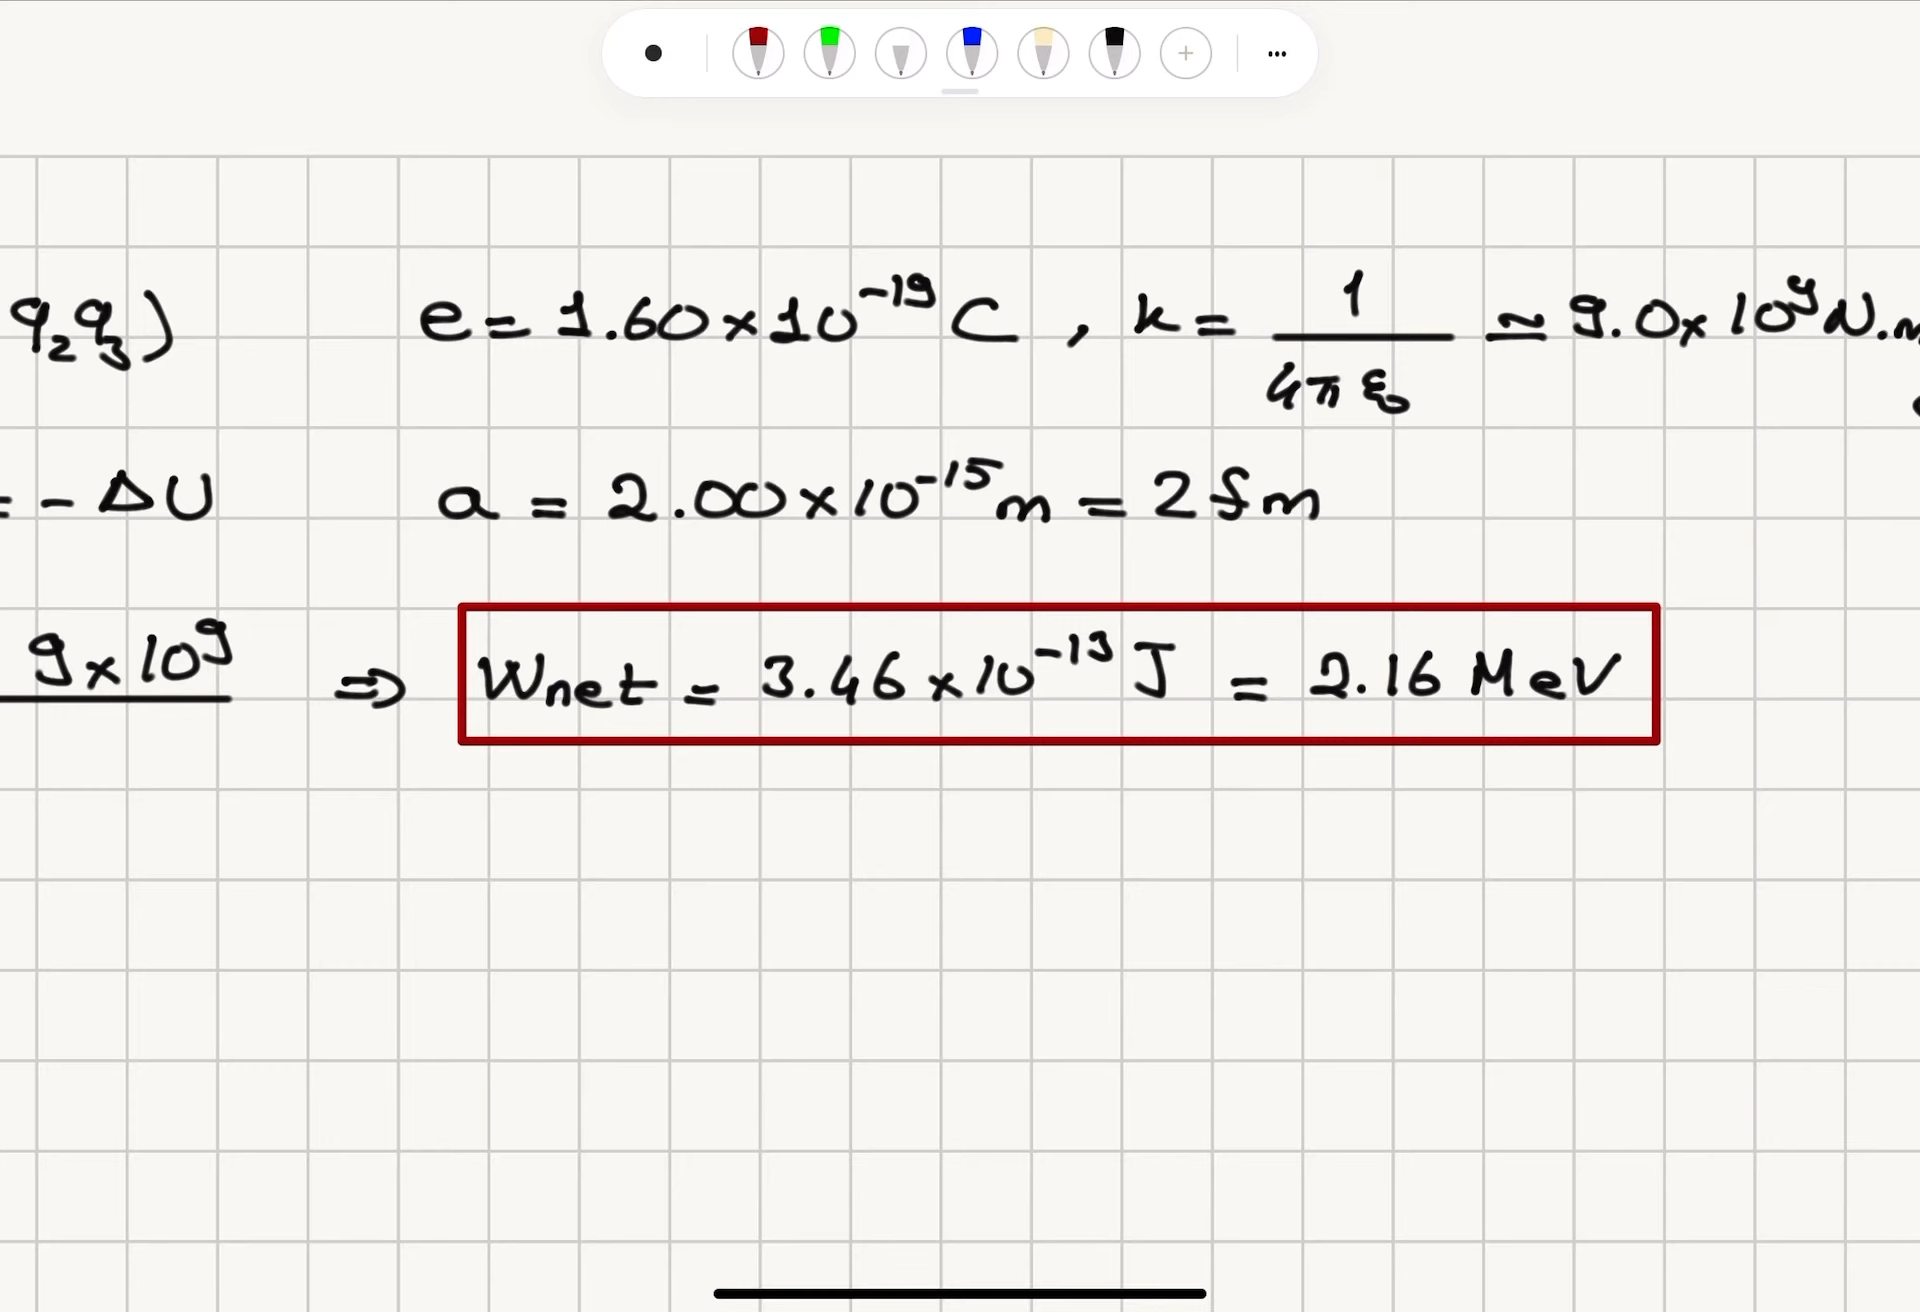 q₂q₃) e = 1.60 × 10⁻¹⁹ C , k = 1/(4πε₀) ≃ 9.0 × 10⁹ N.m
= - ΔU a = 2.00 × 10⁻¹⁵ m = 2 fm
9 × 10⁹ ⇒ Wnet = 3.46 × 10⁻¹³ J = 2.16 MeV